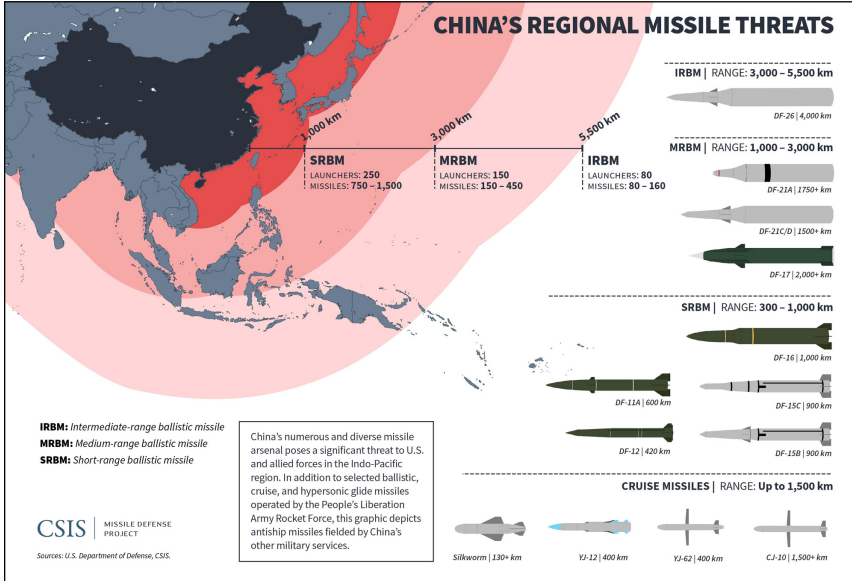 CHINA'S REGIONAL MISSILE THREATS
IRBM | RANGE: 3,000 – 5,500 km
DF-26 | 4,000 km
MRBM | RANGE: 1,000 – 3,000 km
DF-21A | 1750+ km
DF-21C/D | 1500+ km
DF-17 | 2,000+ km
SRBM | RANGE: 300 – 1,000 km
DF-16 | 1,000 km
DF-11A | 600 km
DF-15C | 900 km
DF-12 | 420 km
DF-15B | 900 km
CRUISE MISSILES | RANGE: Up to 1,500 km
Silkworm | 130+ km
YJ-12 | 400 km
YJ-62 | 400 km
CJ-10 | 1,500+ km
1,000 km
SRBM
LAUNCHERS: 250
MISSILES: 750 – 1,500
3,000 km
MRBM
LAUNCHERS: 150
MISSILES: 150 – 450
5,500 km
IRBM
LAUNCHERS: 80
MISSILES: 80 – 160
IRBM: Intermediate-range ballistic missile
MRBM: Medium-range ballistic missile
SRBM: Short-range ballistic missile
China's numerous and diverse missile
arsenal poses a significant threat to U.S.
and allied forces in the Indo-Pacific
region. In addition to selected ballistic,
cruise, and hypersonic glide missiles
operated by the People's Liberation
Army Rocket Force, this graphic depicts
antiship missiles fielded by China's
other military services.
CSIS | MISSILE DEFENSE
PROJECT
Sources: U.S. Department of Defense, CSIS.